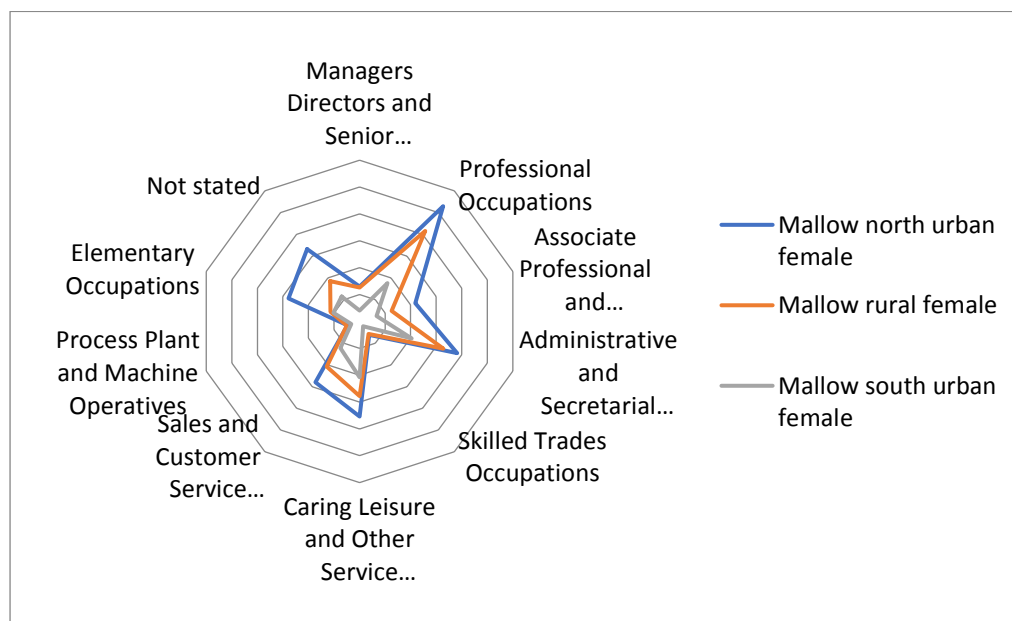 Managers
Directors and
Senior...
Professional
Occupations
Associate
Professional
and...
Administrative
and
Secretarial...
Skilled Trades
Occupations
Caring Leisure
and Other
Service...
Sales and
Customer
Service...
Process Plant
and Machine
Operatives
Elementary
Occupations
Not stated
Mallow north urban
female
Mallow rural female
Mallow south urban
female